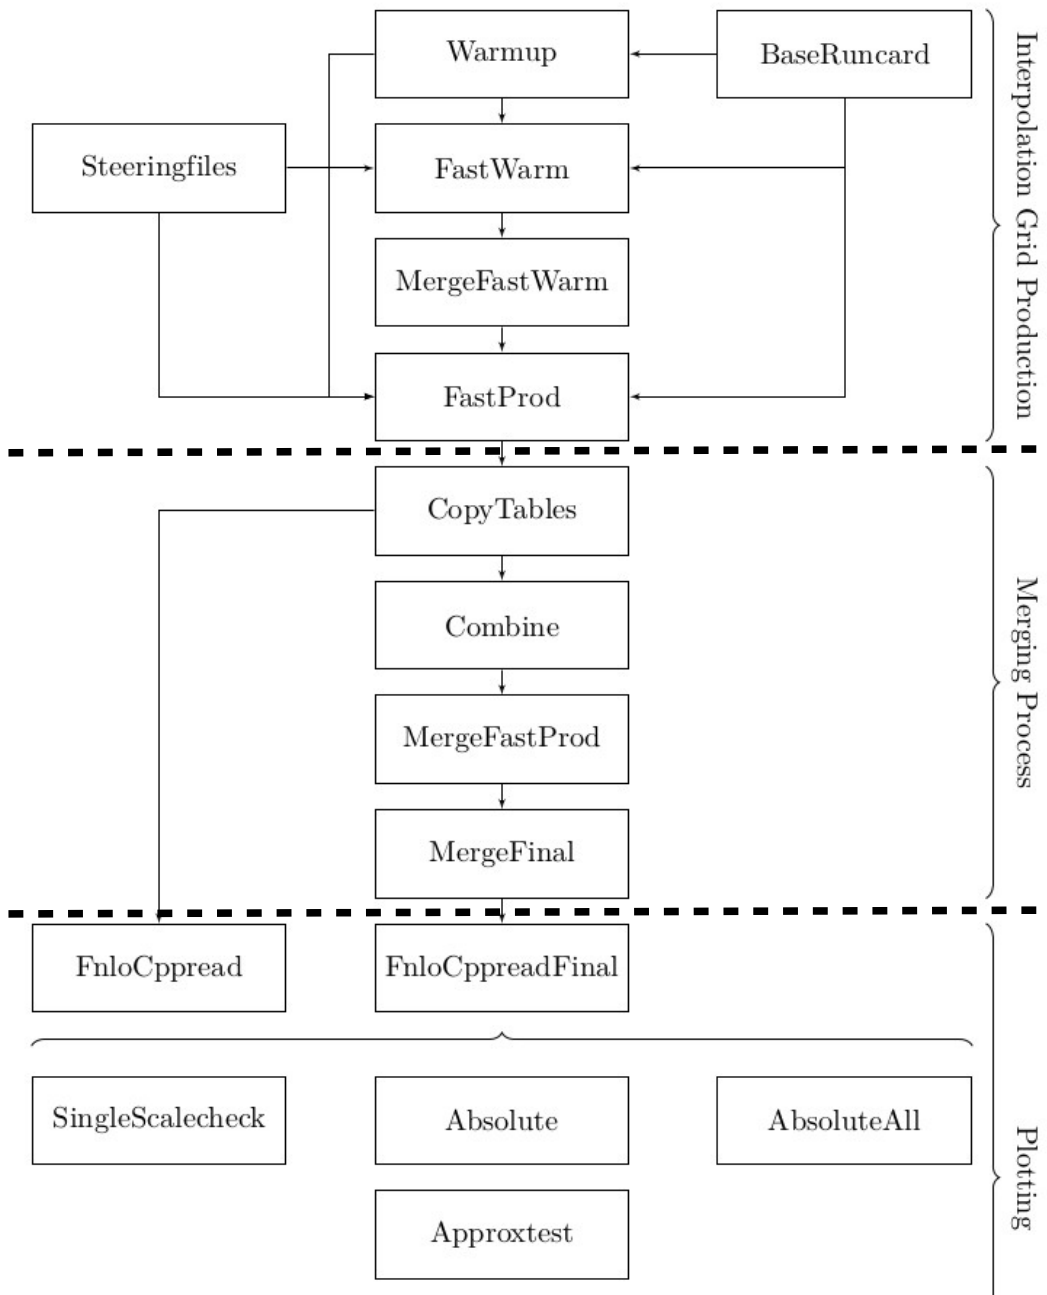 Warmup
BaseRuncard
Steeringfiles
FastWarm
MergeFastWarm
FastProd
Interpolation Grid Production
CopyTables
Combine
MergeFastProd
MergeFinal
Merging Process
FnloCppread
FnloCppreadFinal
SingleScalecheck
Absolute
AbsoluteAll
Approxtest
Plotting